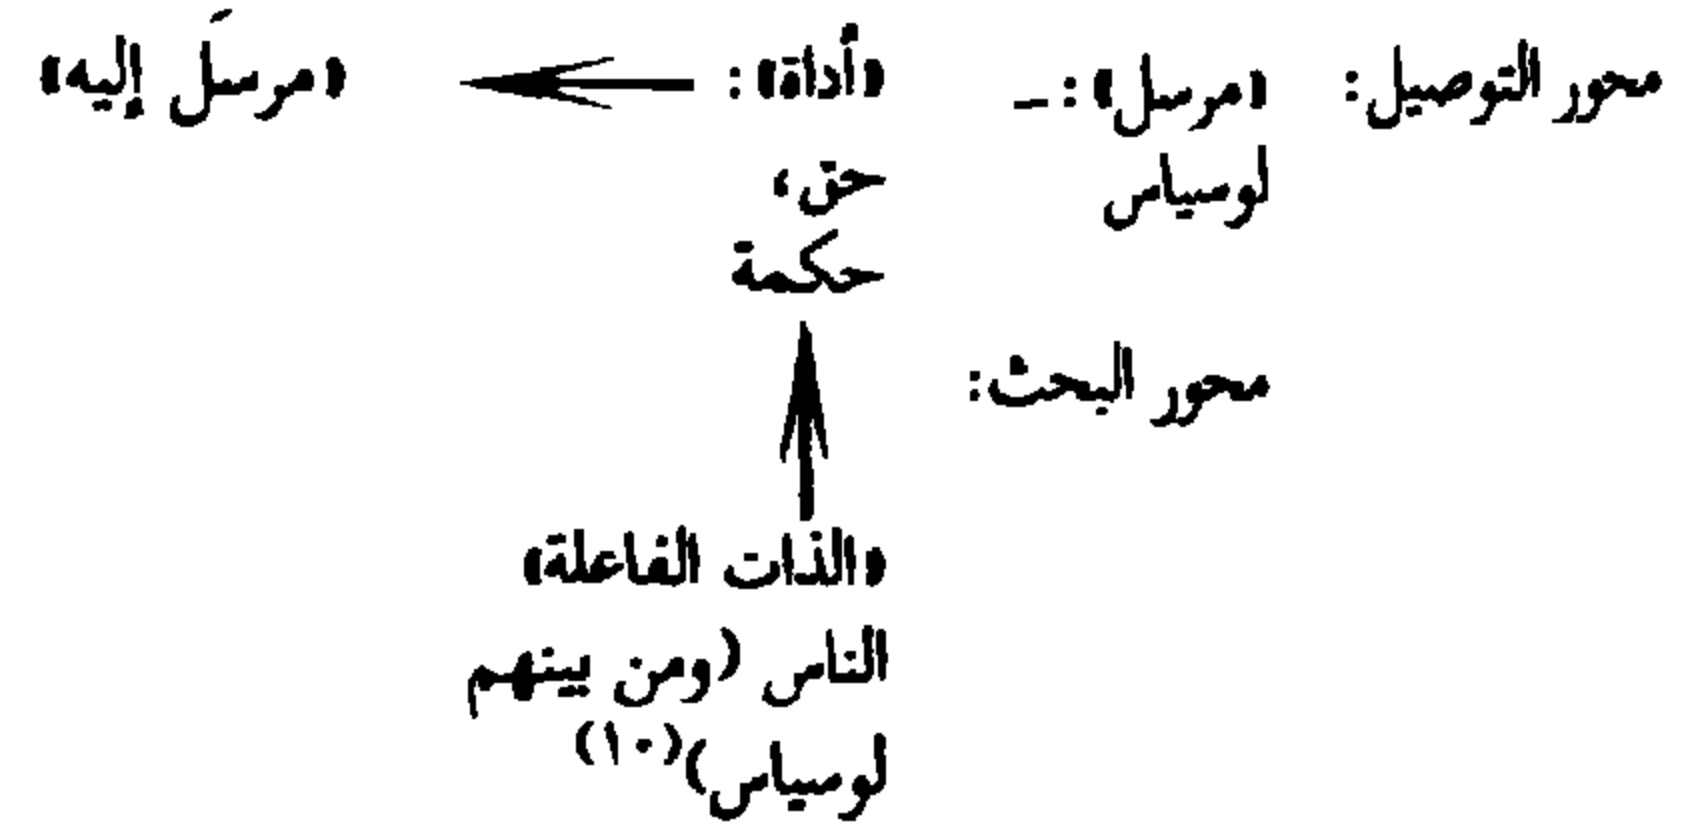 محور التوصيل: «مرسل»: – «أداة»: «مرسَل إليه»
لوسياس حق،
حكمة
محور البحث:
«الذات الفاعلة»
الناس (ومن بينهم
لوسياس)(١٠)